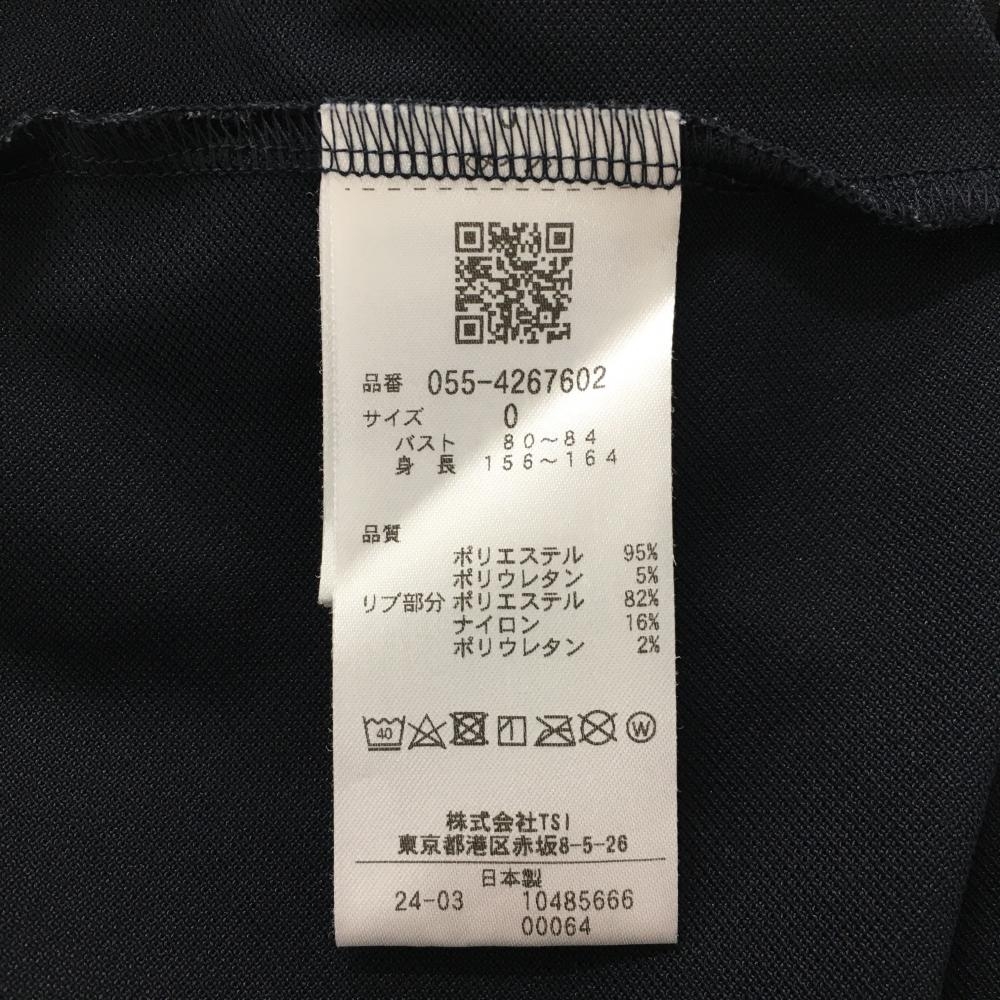 品番 055-4267602
サイズ 0
バスト 80~84
身長 156~164
品質
ポリエステル 95%
ポリウレタン 5%
リブ部分 ポリエステル 82%
ナイロン 16%
ポリウレタン 2%
40 W
株式会社TSI
東京都港区赤坂8-5-26
日本製
24-03 10485666
00064